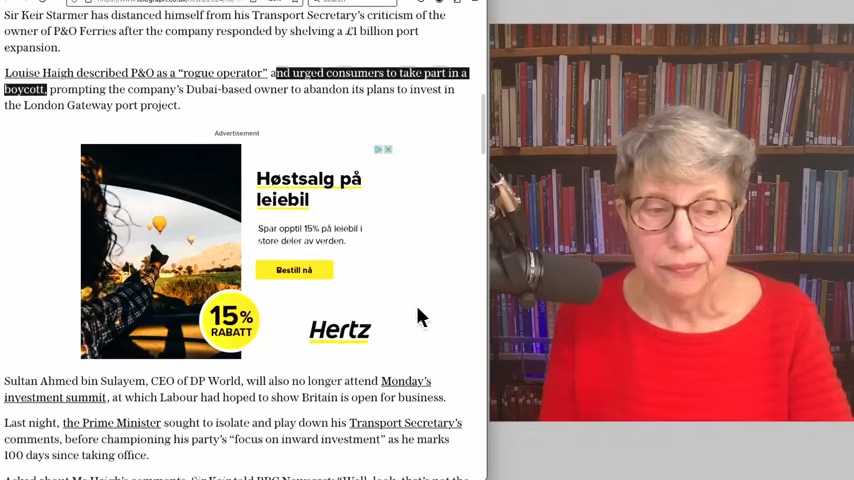 Sir Keir Starmer has distanced himself from his Transport Secretary's criticism of the
owner of P&O Ferries after the company responded by shelving a £1 billion port
expansion.
Louise Haigh described P&O as a "rogue operator" and urged consumers to take part in a
boycott, prompting the company's Dubai-based owner to abandon its plans to invest in
the London Gateway port project.
Advertisement
Høstsalg på
leiebil
Spar opptil 15% på leiebil i
store deler av verden.
Bestill nå
15%
RABATT
Hertz
Sultan Ahmed bin Sulayem, CEO of DP World, will also no longer attend Monday's
investment summit, at which Labour had hoped to show Britain is open for business.
Last night, the Prime Minister sought to isolate and play down his Transport Secretary's
comments, before championing his party's "focus on inward investment" as he marks
100 days since taking office.